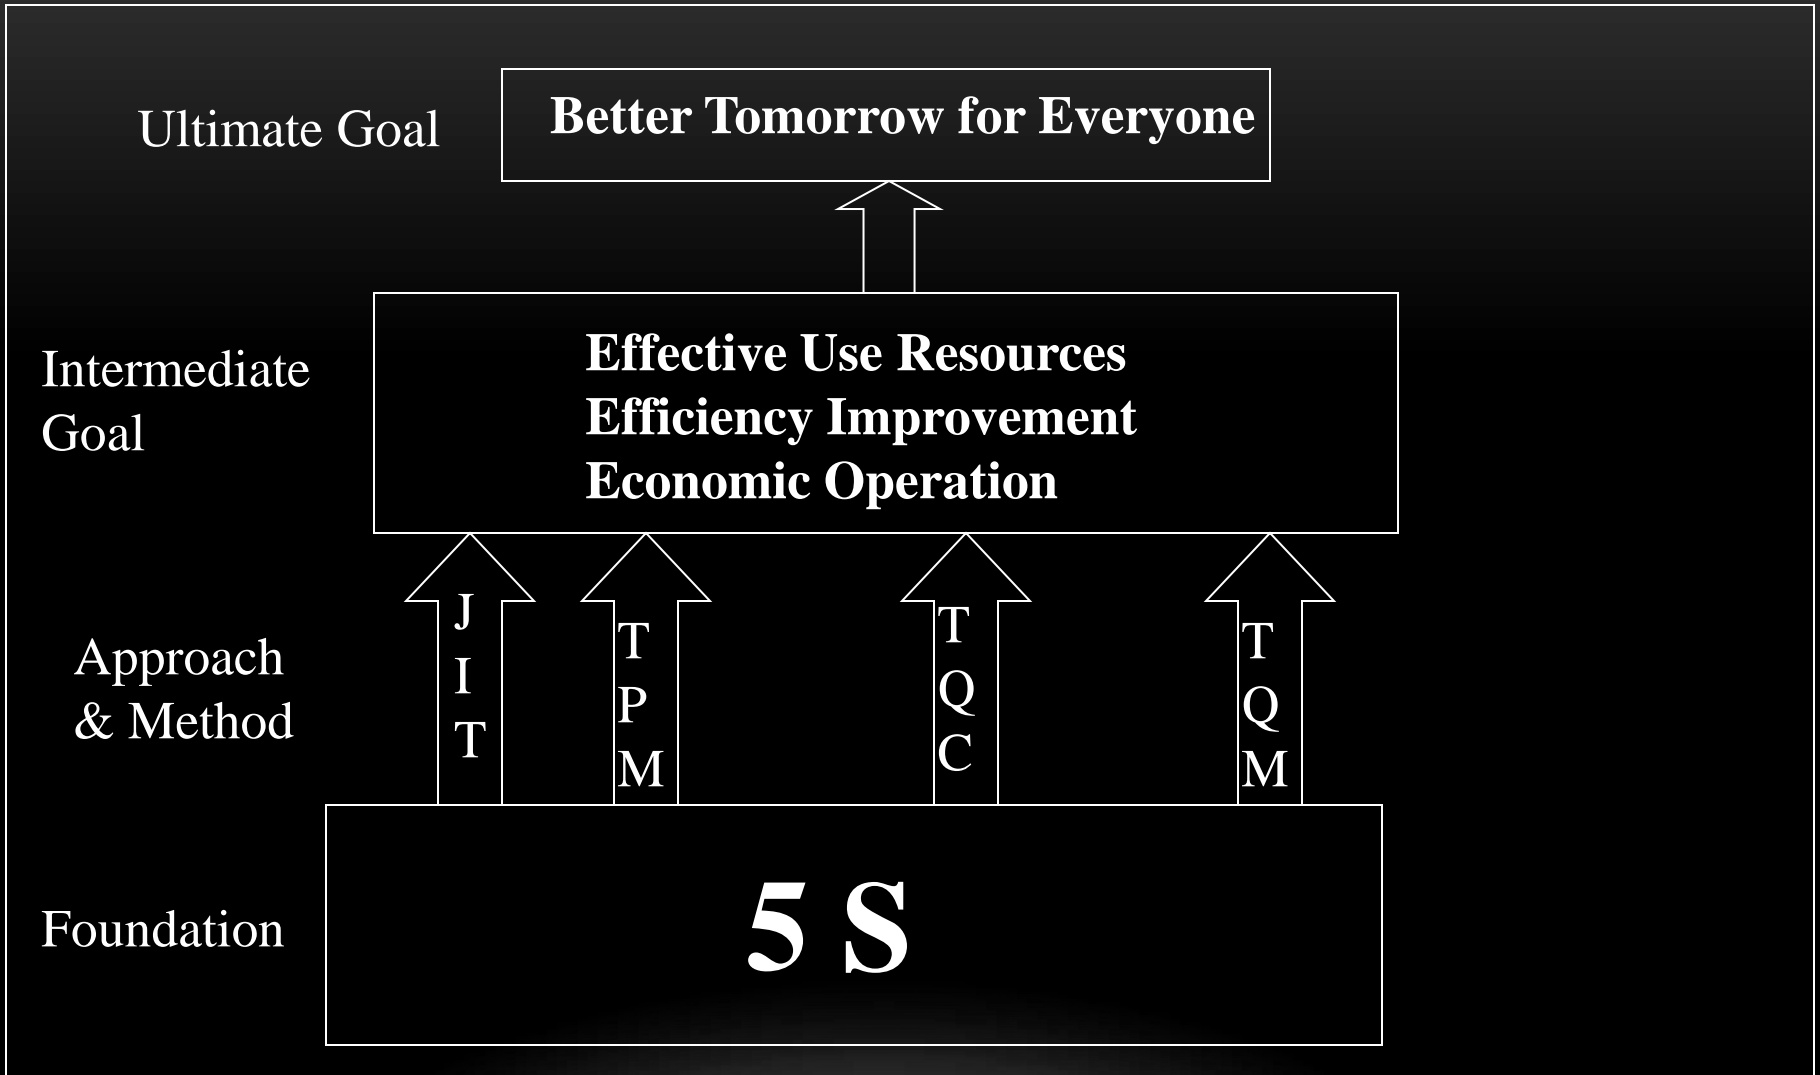 Ultimate Goal
Better Tomorrow for Everyone
Intermediate
Goal
Effective Use Resources
Efficiency Improvement
Economic Operation
Approach
& Method
J
I
T
T
P
M
T
Q
C
T
Q
M
Foundation
5 S